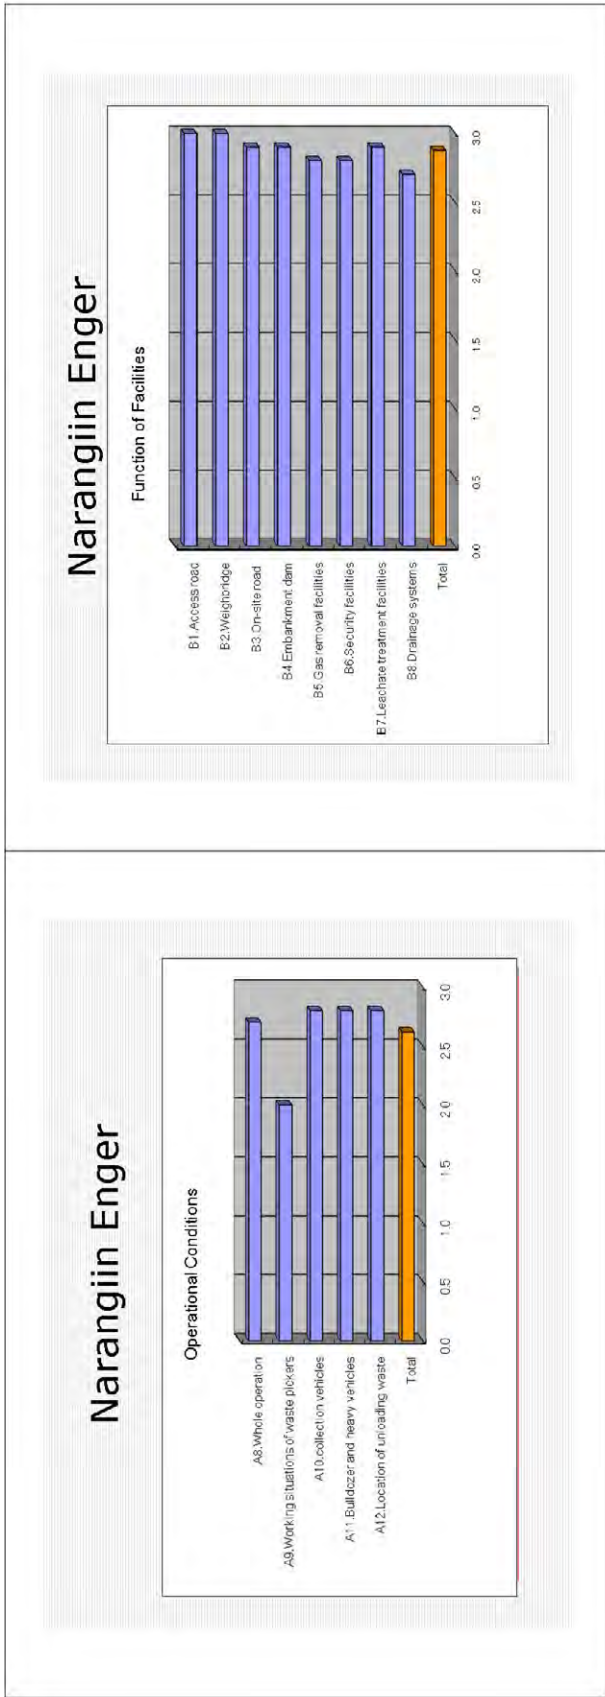 Narangiin Enger
Operational Conditions
A8.Whole operation
A9.Working situations of waste pickers
A10.collection vehicles
A11.Bulldozer and heavy vehicles
A12.Location of unloading waste
Total
0.0 0.5 1.0 1.5 2.0 2.5 3.0
Narangiin Enger
Function of Facilities
B1.Access road
B2.Weighbridge
B3.On-site road
B4.Embankment dam
B5.Gas removal facilities
B6.Security facilities
B7.Leachate treatment facilities
B8.Drainage systems
Total
0.0 0.5 1.0 1.5 2.0 2.5 3.0